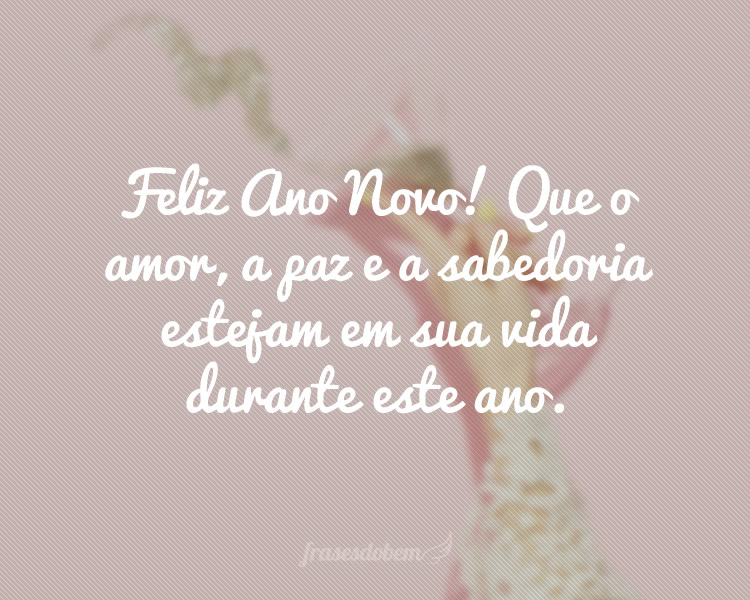 Feliz Ano Novo! Que o
amor, a paz e a sabedoria
estejam em sua vida
durante este ano.
frasesdobem